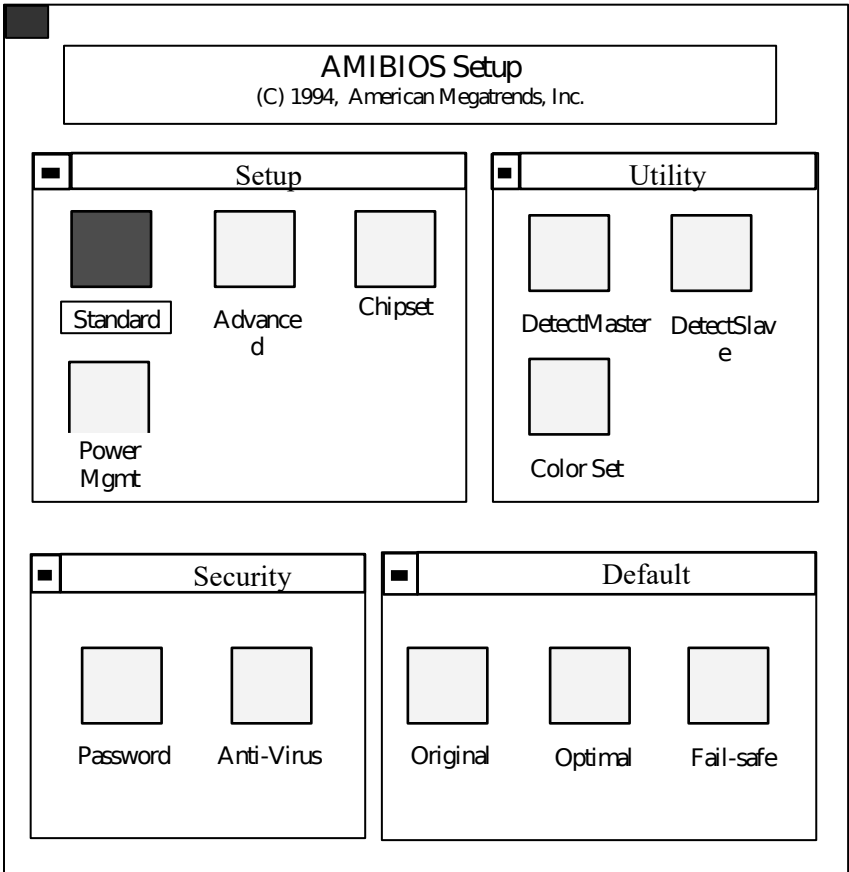 AMIBIOS Setup
(C) 1994, American Megatrends, Inc.
Setup
Standard
Advance
d
Chipset
Power
Mgmt
Utility
DetectMaster
DetectSlav
e
Color Set
Security
Password
Anti-Virus
Default
Original
Optimal
Fail-safe